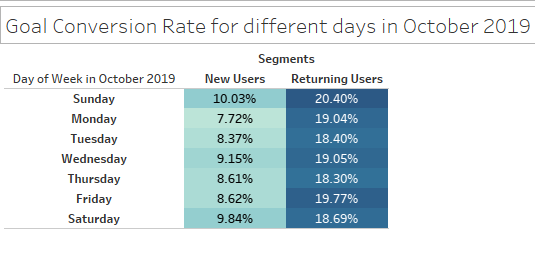 Goal Conversion Rate for different days in October 2019
Segments
Day of Week in October 2019 New Users Returning Users
Sunday 10.03% 20.40%
Monday 7.72% 19.04%
Tuesday 8.37% 18.40%
Wednesday 9.15% 19.05%
Thursday 8.61% 18.30%
Friday 8.62% 19.77%
Saturday 9.84% 18.69%